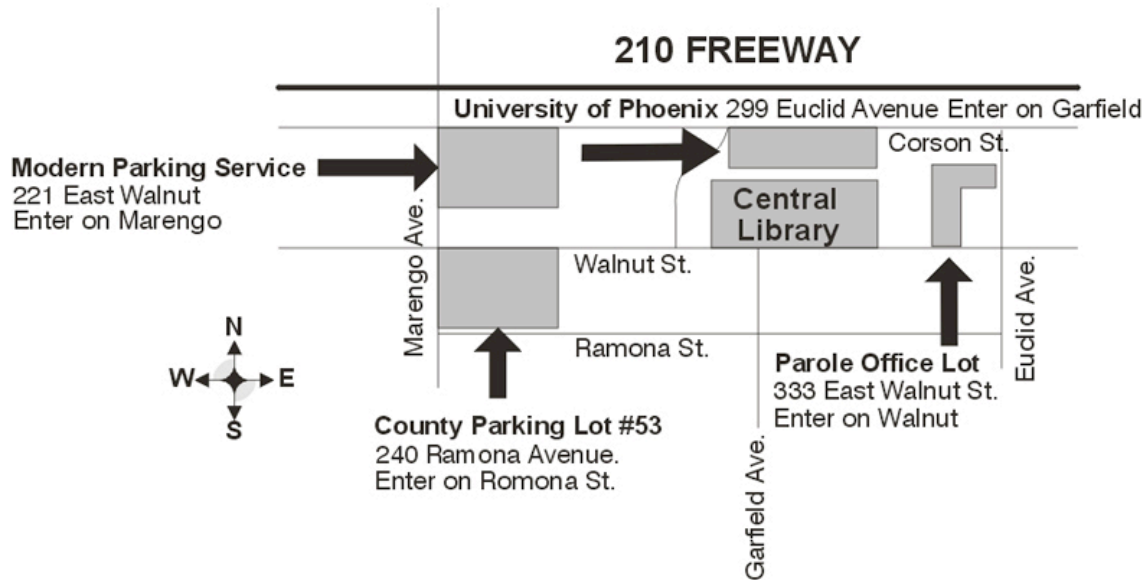 210 FREEWAY
University of Phoenix 299 Euclid Avenue Enter on Garfield
Corson St.
Modern Parking Service
221 East Walnut
Enter on Marengo
Central
Library
Marengo Ave.
Walnut St.
Euclid Ave.
Ramona St.
N
W E
S
Parole Office Lot
333 East Walnut St.
Enter on Walnut
County Parking Lot #53
240 Ramona Avenue.
Enter on Romona St.
Garfield Ave.